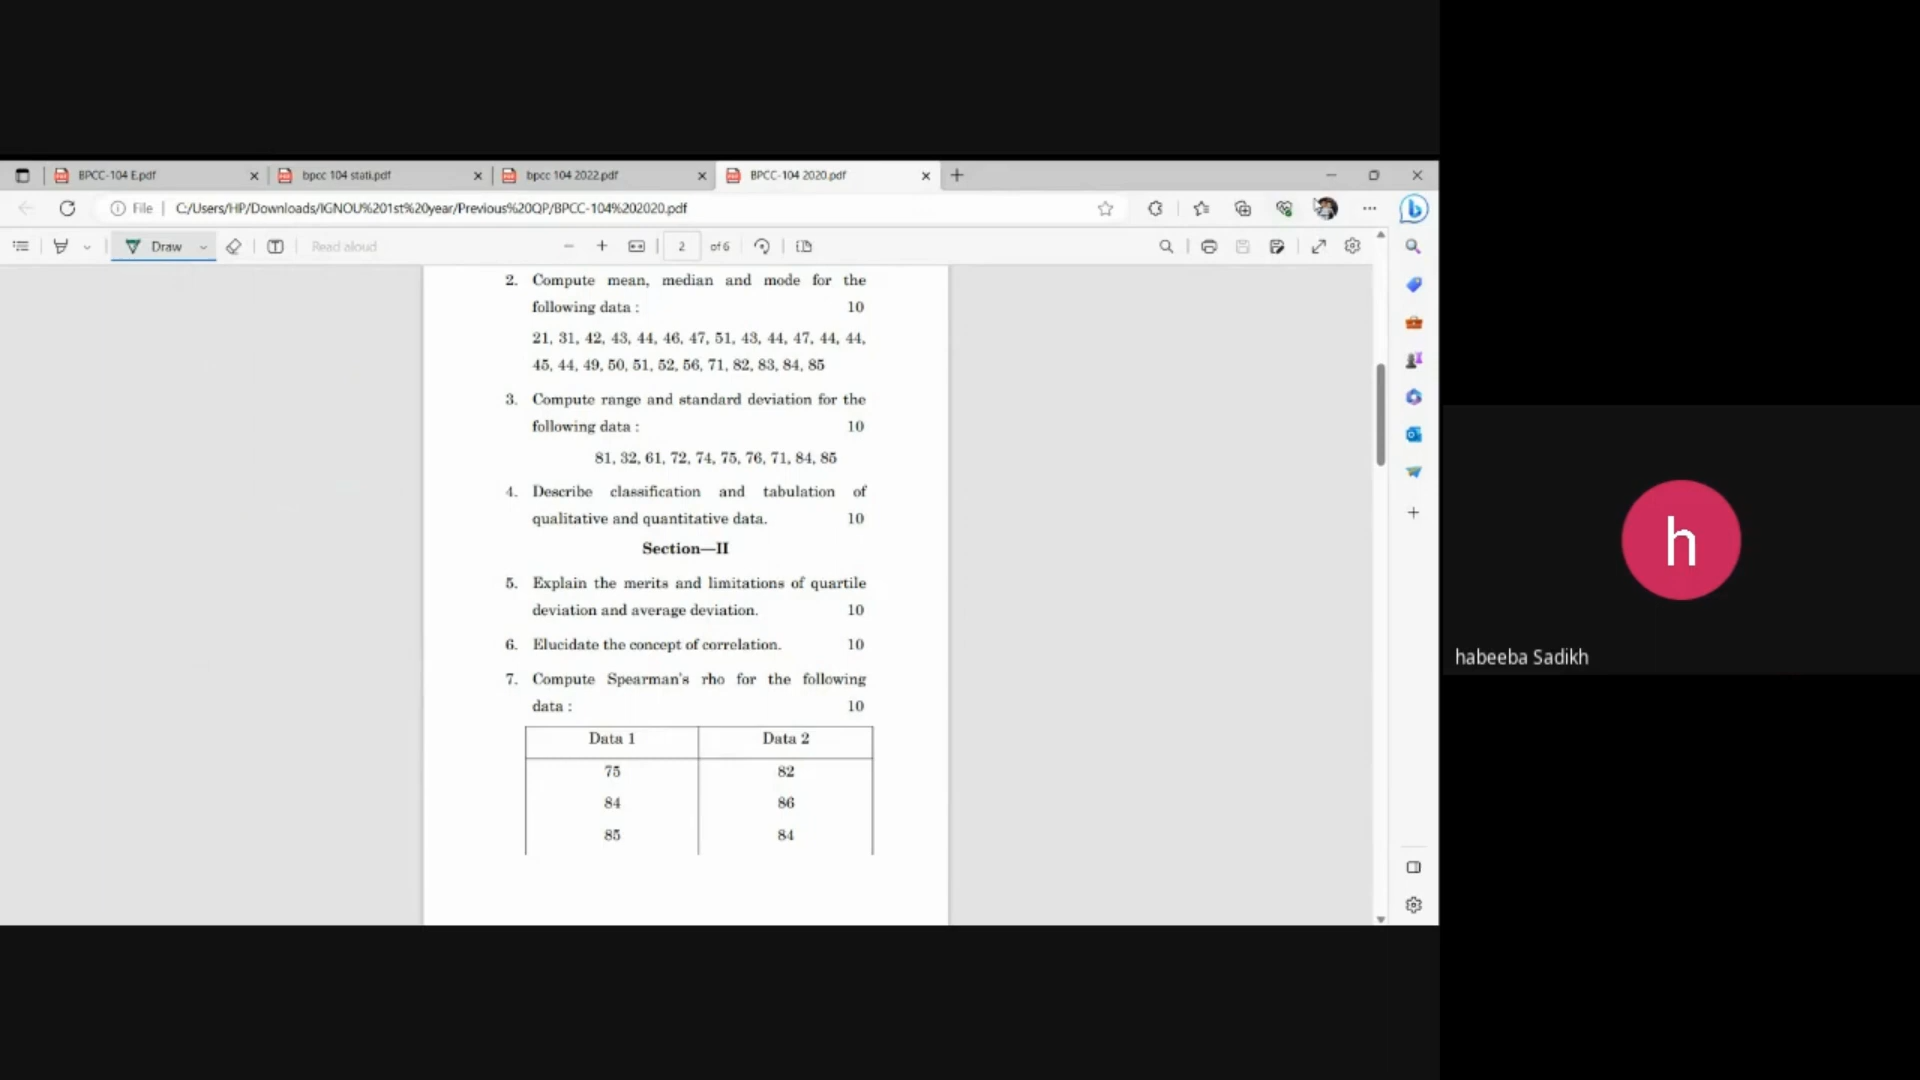 BPCC-104 E.pdf
bpcc 104 stati.pdf
bpcc 104 2022.pdf
BPCC-104 2020.pdf
File
C:/Users/HP/Downloads/IGNOU%201st%20year/Previous%20QP/BPCC-104%202020.pdf
Draw
Read aloud
2 of 6
2. Compute mean, median and mode for the
following data : 10
21, 31, 42, 43, 44, 46, 47, 51, 43, 44, 47, 44, 44,
45, 44, 49, 50, 51, 52, 56, 71, 82, 83, 84, 85
3. Compute range and standard deviation for the
following data : 10
81, 32, 61, 72, 74, 75, 76, 71, 84, 85
4. Describe classification and tabulation of
qualitative and quantitative data. 10
Section—II
5. Explain the merits and limitations of quartile
deviation and average deviation. 10
6. Elucidate the concept of correlation. 10
7. Compute Spearman's rho for the following
data : 10
Data 1 Data 2
75 82
84 86
85 84
h
habeeba Sadikh